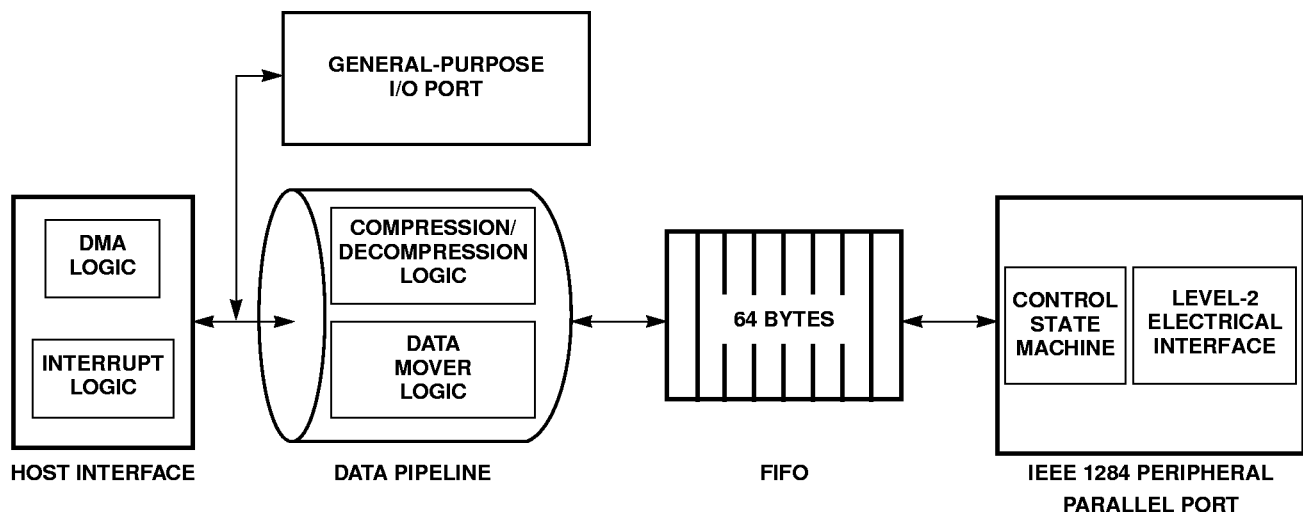 GENERAL-PURPOSE
I/O PORT
DMA
LOGIC
INTERRUPT
LOGIC
HOST INTERFACE
COMPRESSION/
DECOMPRESSION
LOGIC
DATA
MOVER
LOGIC
DATA PIPELINE
64 BYTES
FIFO
CONTROL
STATE
MACHINE
LEVEL-2
ELECTRICAL
INTERFACE
IEEE 1284 PERIPHERAL
PARALLEL PORT